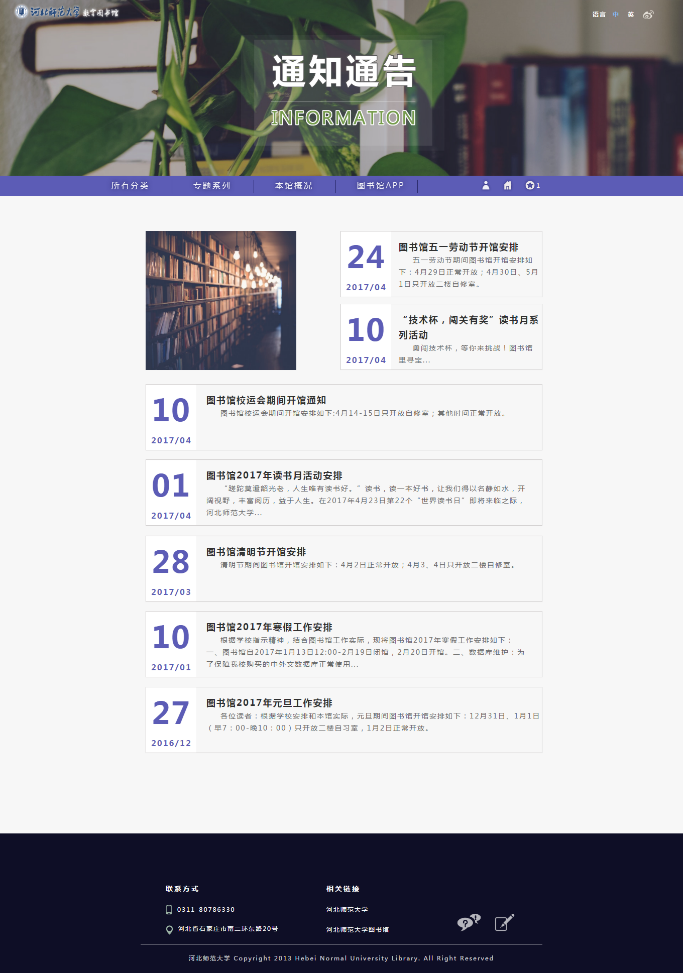 河北师范大学 数字图书馆
语言 中 英
通知通告
INFORMATION
所有分类 专题系列 本馆概况 图书馆APP 1
24
2017/04
图书馆五一劳动节开馆安排
五一劳动节期间图书馆开馆安排如
下：4月29日正常开放；4月30日、5月
1日只开放二楼自修室。
10
2017/04
“技术杯，闯关有奖”读书月系
列活动
勇闯技术杯，等你来挑战！图书馆
里寻宝...
10
2017/04
图书馆校运会期间开馆通知
图书馆校运会期间开馆安排如下:4月14-15日只开放自修室；其他时间正常开放。
01
2017/04
图书馆2017年读书月活动安排
“蹉跎莫遣韶光老，人生唯有读书好。”读书，读一本好书，让我们得以名静如水，开
阔视野，丰富阅历，益于人生。在2017年4月23日第22个“世界读书日”即将来临之际，
河北师范大学...
28
2017/03
图书馆清明节开馆安排
清明节期间图书馆开馆安排如下：4月2日正常开放；4月3、4日只开放二楼自修室。
10
2017/01
图书馆2017年寒假工作安排
根据学校指示精神，结合图书馆工作实际，现将图书馆2017年寒假工作安排如下：
一、图书馆自2017年1月13日12:00-2月19日闭馆，2月20日开馆。二、数据库维护：为
了保障我校购买的中外文数据库正常使用...
27
2016/12
图书馆2017年元旦工作安排
各位读者：根据学校安排和本馆实际，元旦期间图书馆开馆安排如下：12月31日、1月1日
（早7：00-晚10：00）只开放二楼自习室，1月2日正常开放。
联系方式
0311-80786330
河北省石家庄市南二环东路20号
相关链接
河北师范大学
河北师范大学图书馆
河北师范大学 Copyright 2013 Hebei Normal University Library. All Right Reserved